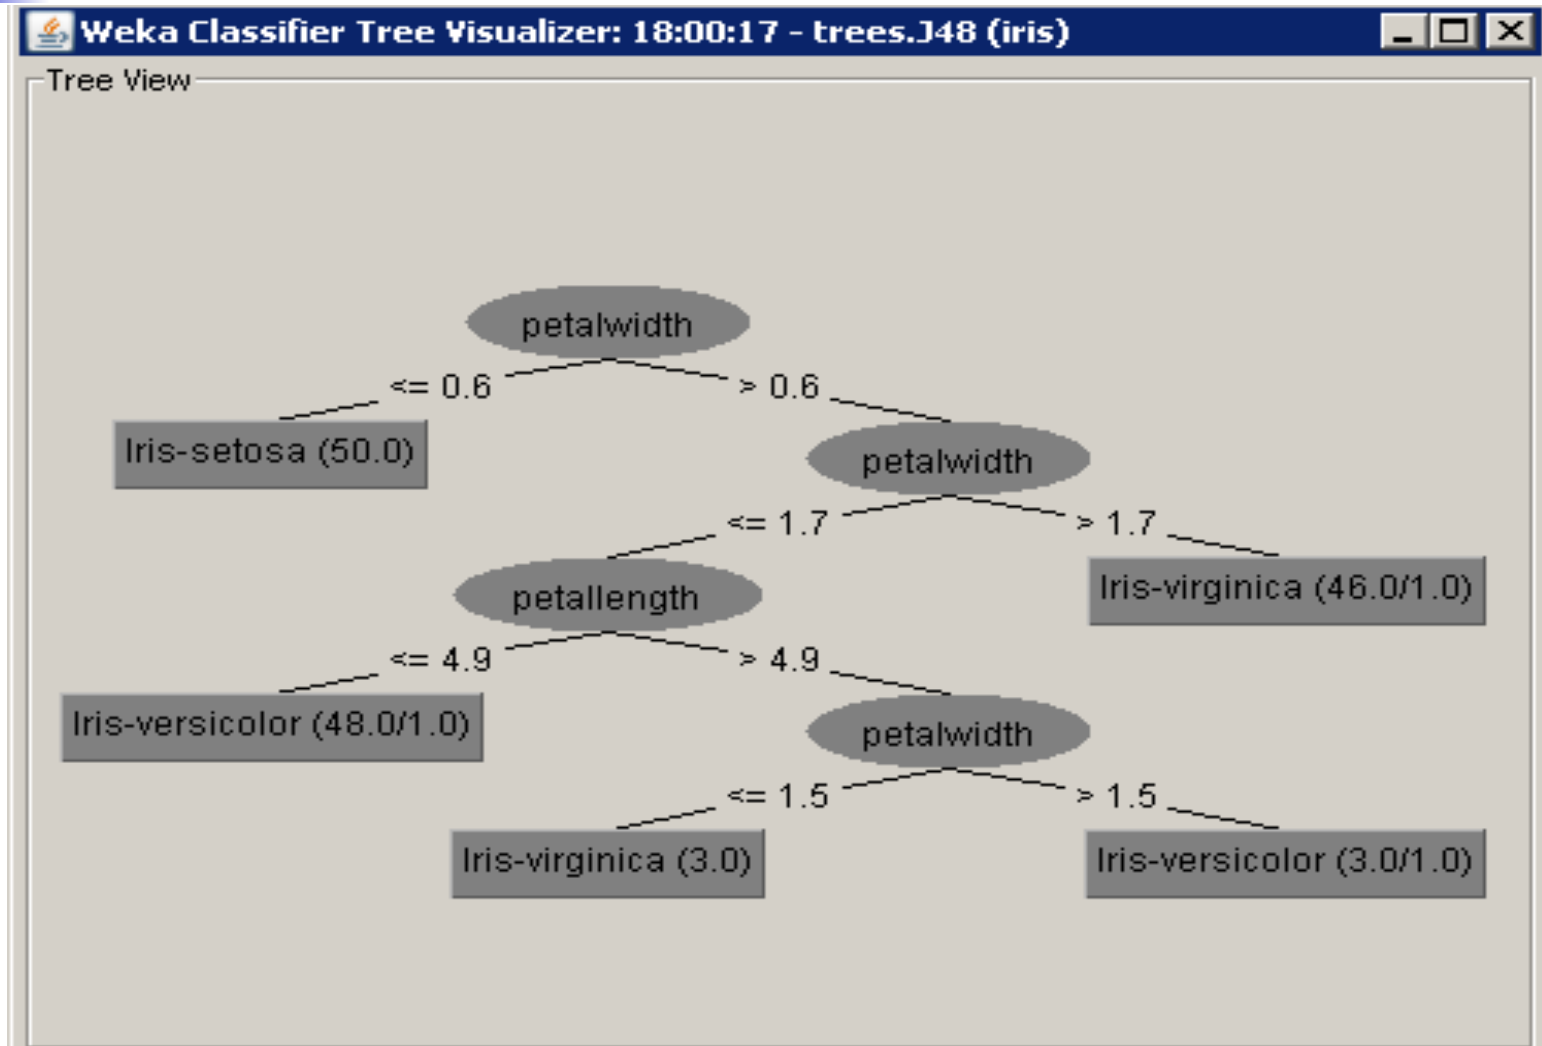 Weka Classifier Tree Visualizer: 18:00:17 - trees.J48 (iris)
Tree View
petalwidth
<= 0.6 > 0.6
Iris-setosa (50.0)
petalwidth
<= 1.7 > 1.7
petallength
Iris-virginica (46.0/1.0)
<= 4.9 > 4.9
Iris-versicolor (48.0/1.0)
petalwidth
<= 1.5 > 1.5
Iris-virginica (3.0)
Iris-versicolor (3.0/1.0)